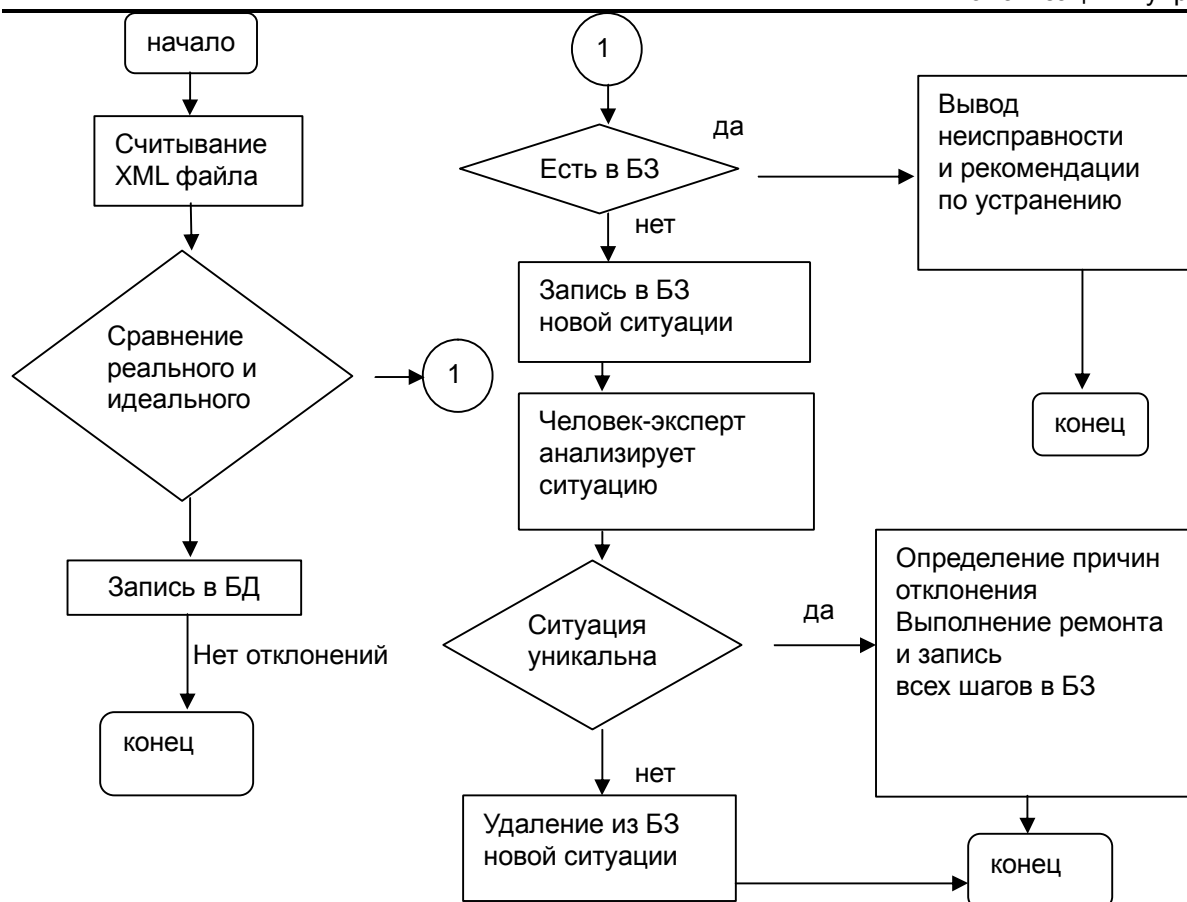 начало
Считывание
XML файла
Сравнение
реального и
идеального
1
Запись в БД
Нет отклонений
конец
1
Есть в БЗ
да
Вывод
неисправности
и рекомендации
по устранению
конец
нет
Запись в БЗ
новой ситуации
Человек-эксперт
анализирует
ситуацию
Ситуация
уникальна
да
Определение причин
отклонения
Выполнение ремонта
и запись
всех шагов в БЗ
нет
Удаление из БЗ
новой ситуации
конец